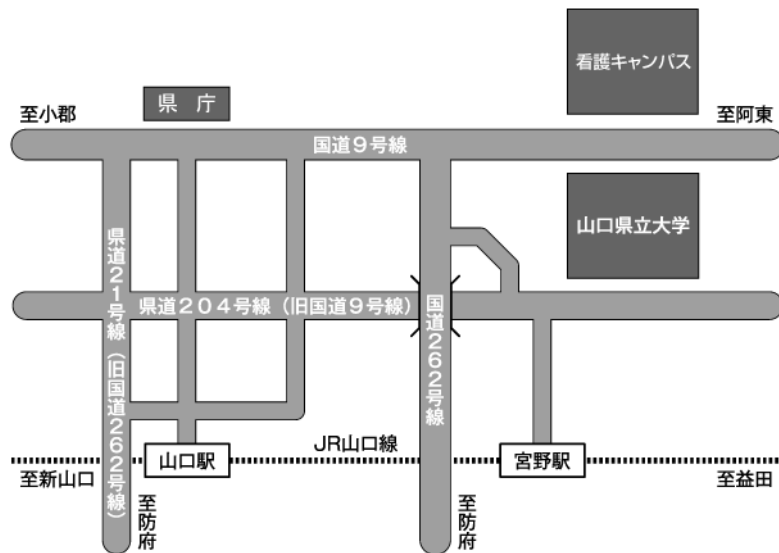 看護キャンパス
県 庁
至小郡
至阿東
国道9号線
山口県立大学
県道21号線(旧国道262号線)
県道204号線(旧国道9号線)
国道262号線
JR山口線
山口駅
宮野駅
至新山口
至益田
至防府
至防府